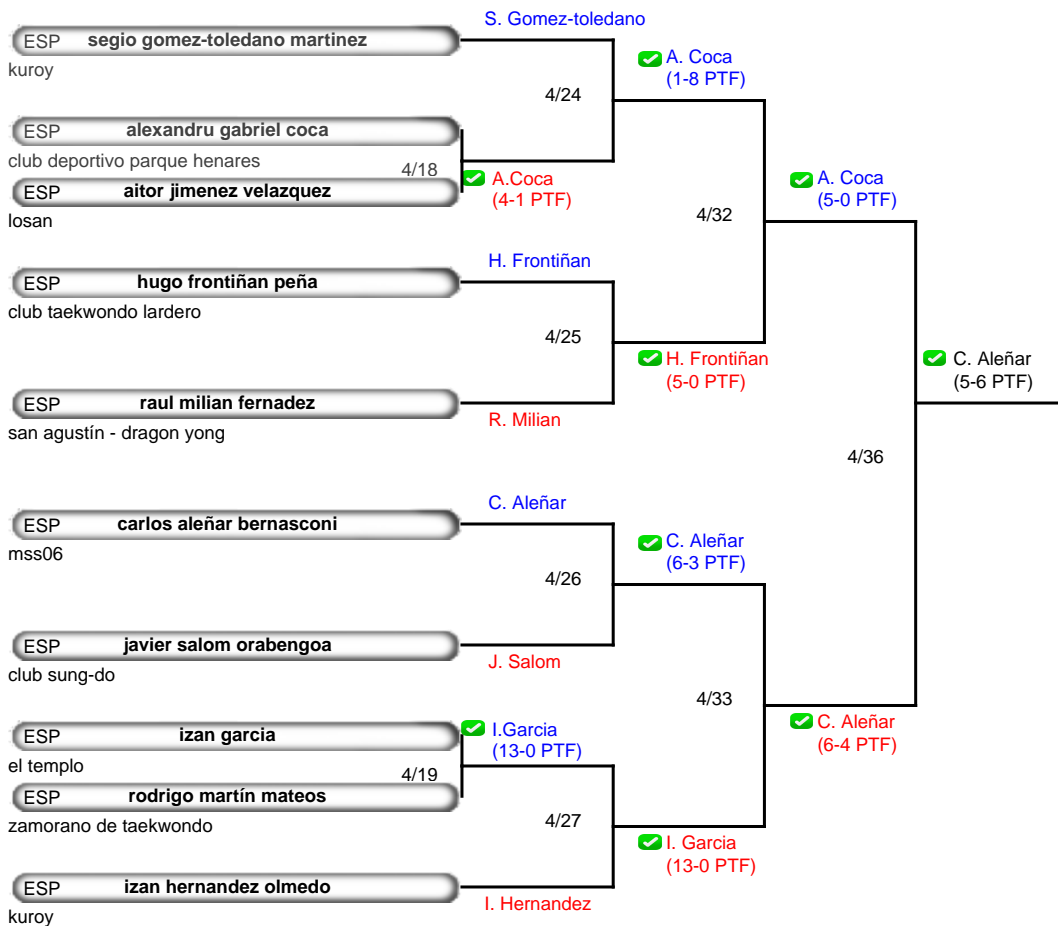 S. Gomez-toledano
ESP segio gomez-toledano martinez
kuroy
A. Coca
(1-8 PTF)
4/24
ESP alexandru gabriel coca
club deportivo parque henares
4/18
A.Coca
(4-1 PTF)
ESP aitor jimenez velazquez
losan
A. Coca
(5-0 PTF)
4/32
H. Frontiñan
ESP hugo frontiñan peña
club taekwondo lardero
4/25
H. Frontiñan
(5-0 PTF)
C. Aleñar
(5-6 PTF)
ESP raul milian fernadez
san agustín - dragon yong
R. Milian
4/36
C. Aleñar
ESP carlos aleñar bernasconi
mss06
C. Aleñar
(6-3 PTF)
4/26
ESP javier salom orabengoa
club sung-do
J. Salom
4/33
C. Aleñar
(6-4 PTF)
ESP izan garcia
el templo
I.Garcia
(13-0 PTF)
4/19
ESP rodrigo martín mateos
zamorano de taekwondo
4/27
I. Garcia
(13-0 PTF)
ESP izan hernandez olmedo
kuroy
I. Hernandez